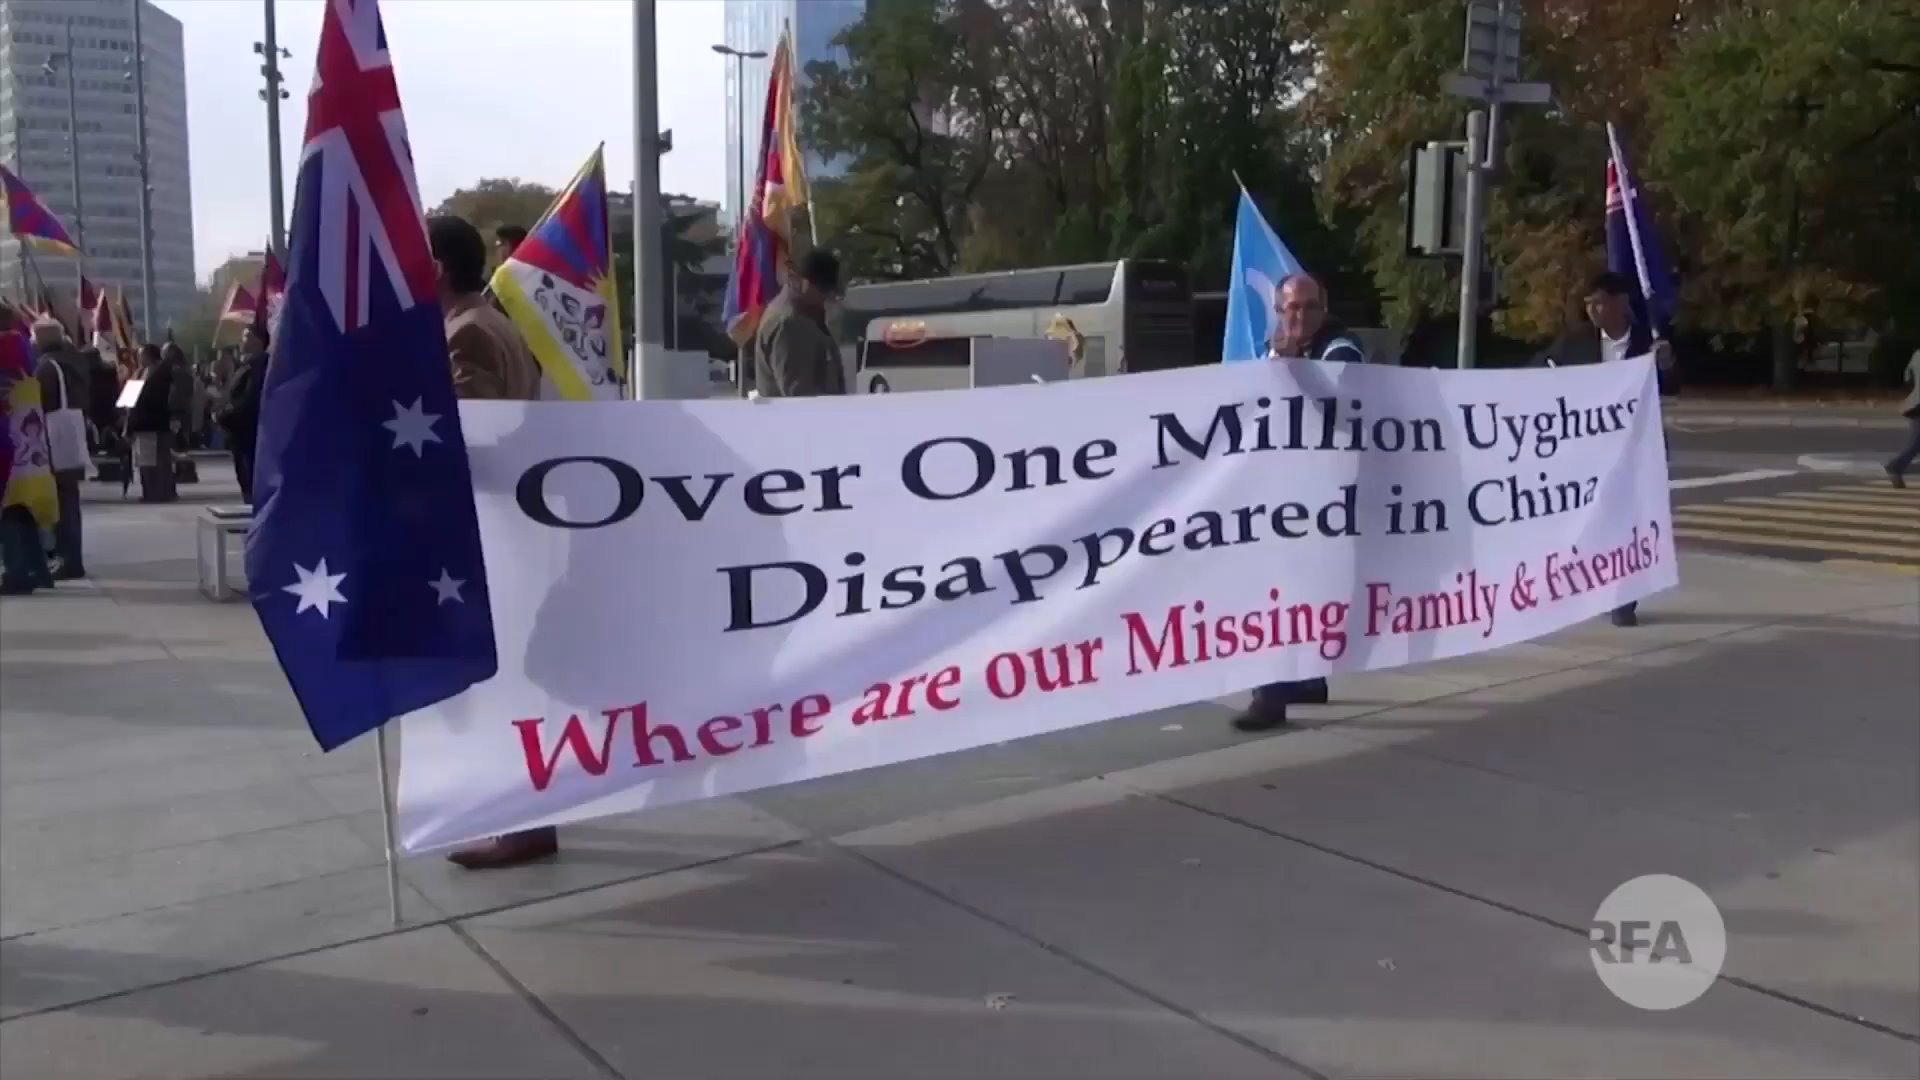 Over One Million Uyghurs
Disappeared in China
Where are our Missing Family & Friends?
RFA